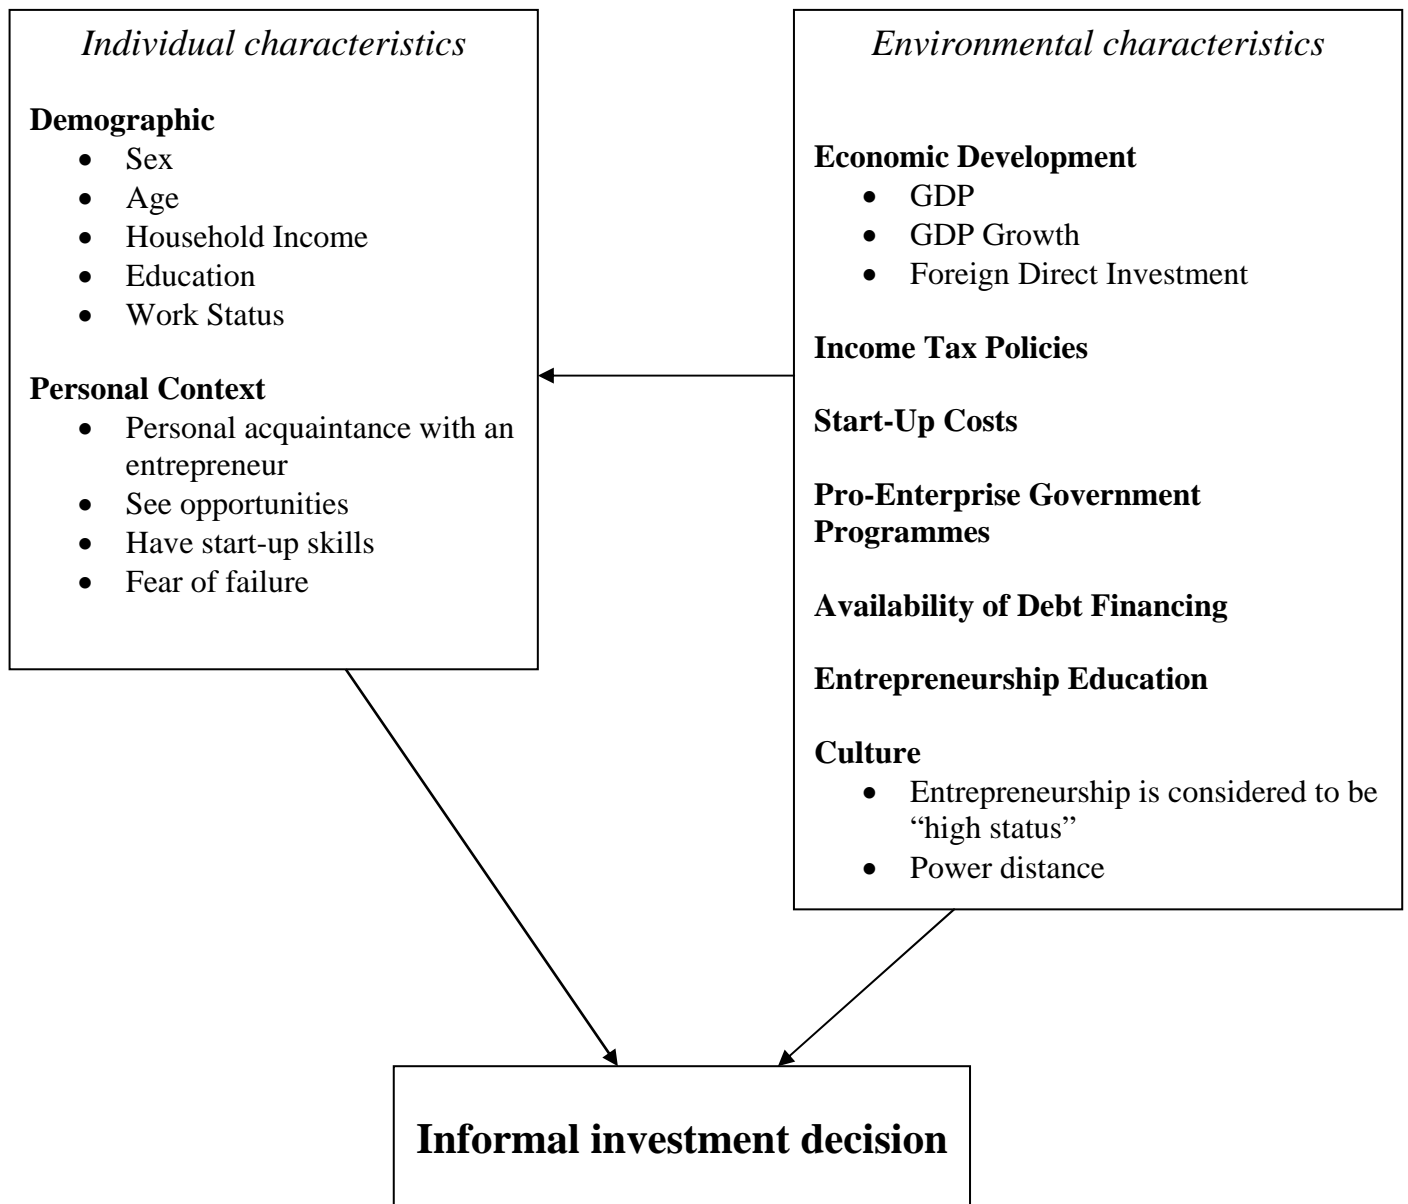 Individual characteristics
Demographic
• Sex
• Age
• Household Income
• Education
• Work Status
Personal Context
• Personal acquaintance with an
entrepreneur
• See opportunities
• Have start-up skills
• Fear of failure
Environmental characteristics
Economic Development
• GDP
• GDP Growth
• Foreign Direct Investment
Income Tax Policies
Start-Up Costs
Pro-Enterprise Government
Programmes
Availability of Debt Financing
Entrepreneurship Education
Culture
• Entrepreneurship is considered to be
“high status”
• Power distance
Informal investment decision